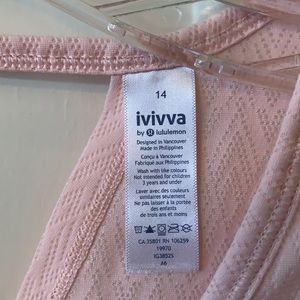 14
ivivva
by lululemon
Designed in Vancouver
Made in Philippines
Conçu à Vancouver
Fabriqué aux Philippines
Wash with like colours
Not intended for children
3 years and under
Laver avec des couleurs
similaires seulement
Ne pas laisser à la portée
des enfants
de trois ans et moins
CA 35801 RN 106259
19970
IG3852S
A6